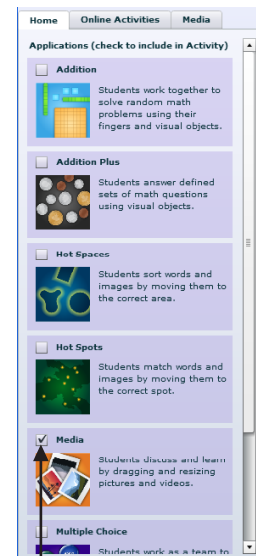 Home Online Activities Media
Applications (check to include in Activity)
Addition
Students work together to
solve random math
problems using their
fingers and visual objects.
Addition Plus
Students answer defined
sets of math questions
using visual objects.
Hot Spaces
Students sort words and
images by moving them to
the correct area.
Hot Spots
Students match words and
images by moving them to
the correct spot.
Media
Students discuss and learn
by dragging and resizing
pictures and videos.
Multiple Choice
Students work as a team to